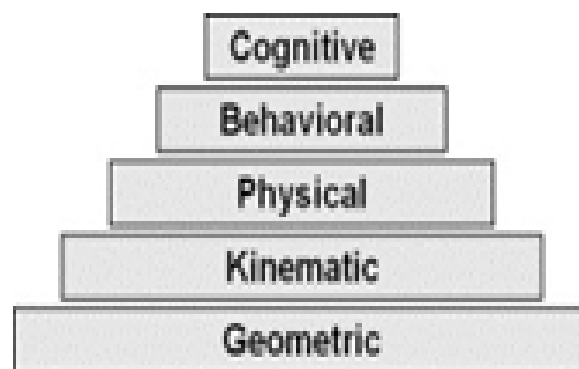 Cognitive
Behavioral
Physical
Kinematic
Geometric